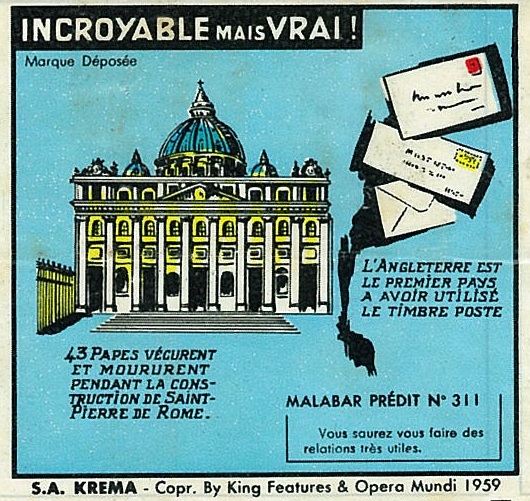 INCROYABLE MAIS VRAI !
Marque Déposée
L'ANGLETERRE EST
LE PREMIER PAYS
A AVOIR UTILISÉ
LE TIMBRE POSTE
43 PAPES VÉCURENT
ET MOURURENT
PENDANT LA CONS-
TRUCTION DE SAINT-
PIERRE DE ROME.
MALABAR PRÉDIT N° 311
Vous saurez vous faire des
relations très utiles.
S.A. KREMA - Copr. By King Features & Opera Mundi 1959